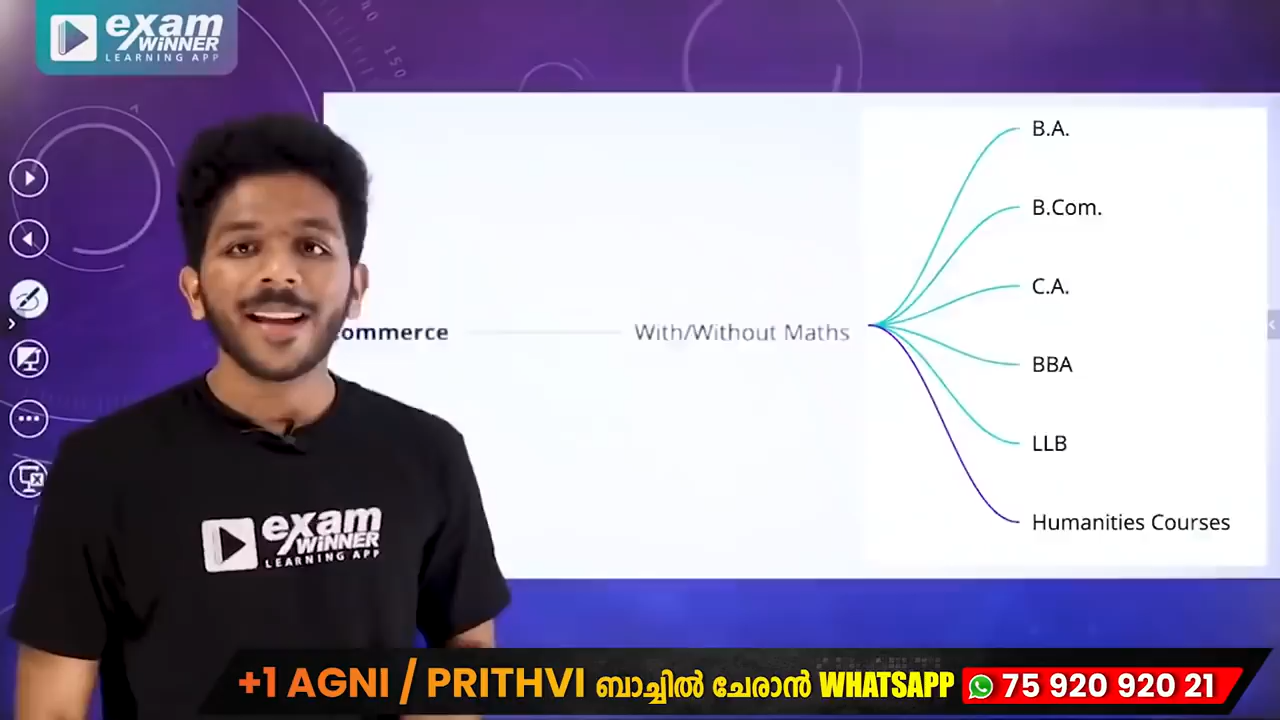 exam
WINNER
LEARNING APP
150
B.A.
B.Com.
C.A.
ommerce
With/Without Maths
BBA
LLB
Humanities Courses
exam
WINNER
LEARNING APP
+1 AGNI / PRITHVI ബാച്ചിൽ ചേരാൻ WHATSAPP 75 920 920 21